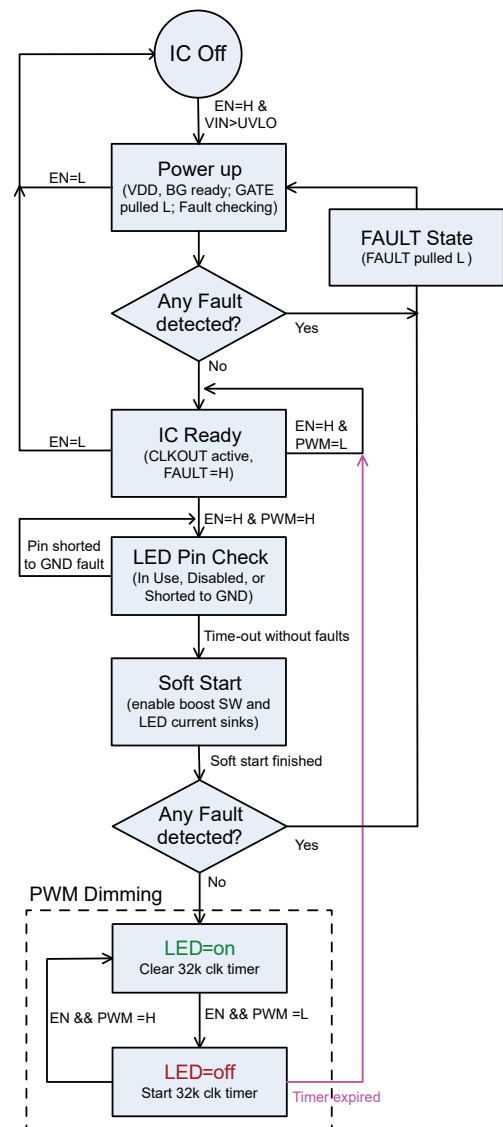 IC Off
EN=H &
VIN>UVLO
Power up
(VDD, BG ready; GATE
pulled L; Fault checking)
EN=L
FAULT State
(FAULT pulled L )
Any Fault
detected?
Yes
No
IC Ready
(CLKOUT active,
FAULT=H)
EN=L
EN=H &
PWM=L
EN=H & PWM=H
Pin shorted
to GND fault
LED Pin Check
(In Use, Disabled, or
Shorted to GND)
Time-out without faults
Soft Start
(enable boost SW and
LED current sinks)
Soft start finished
Any Fault
detected?
Yes
No
PWM Dimming
LED=on
Clear 32k clk timer
EN && PWM =H
EN && PWM =L
LED=off
Start 32k clk timer
Timer expired